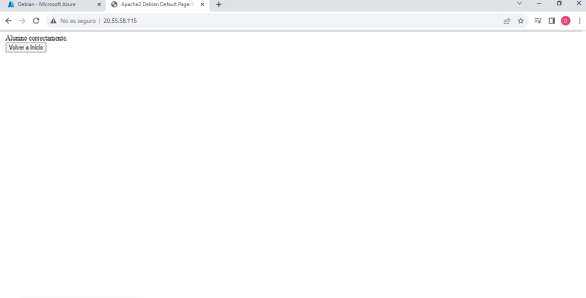 Debian - Microsoft Azure
Apache2 Debian Default Page:
No es seguro
20.55.58.115
Alumno correctamente.
Volver a Inicio